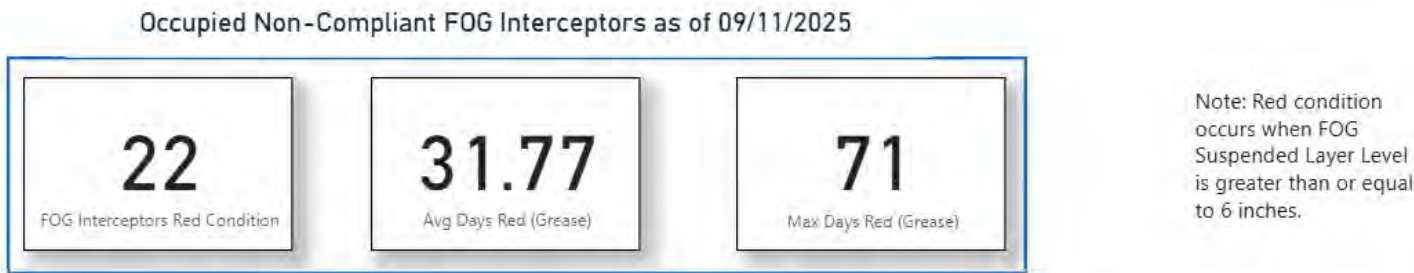 Occupied Non-Compliant FOG Interceptors as of 09/11/2025
22
FOG Interceptors Red Condition
31.77
Avg Days Red (Grease)
71
Max Days Red (Grease)
Note: Red condition
occurs when FOG
Suspended Layer Level
is greater than or equal
to 6 inches.